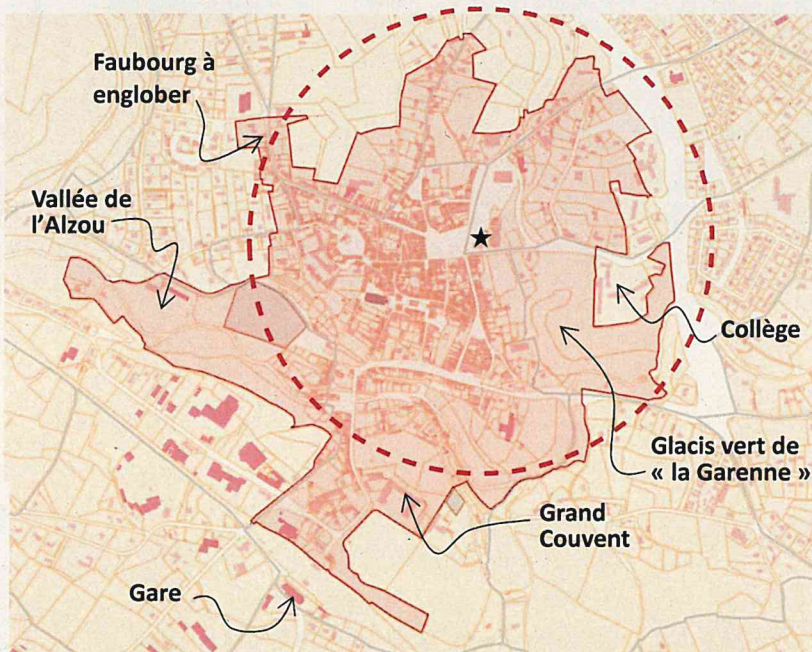 Faubourg à
englober
Vallée de
l'Alzou
Collège
Glacis vert de
« la Garenne »
Grand
Couvent
Gare